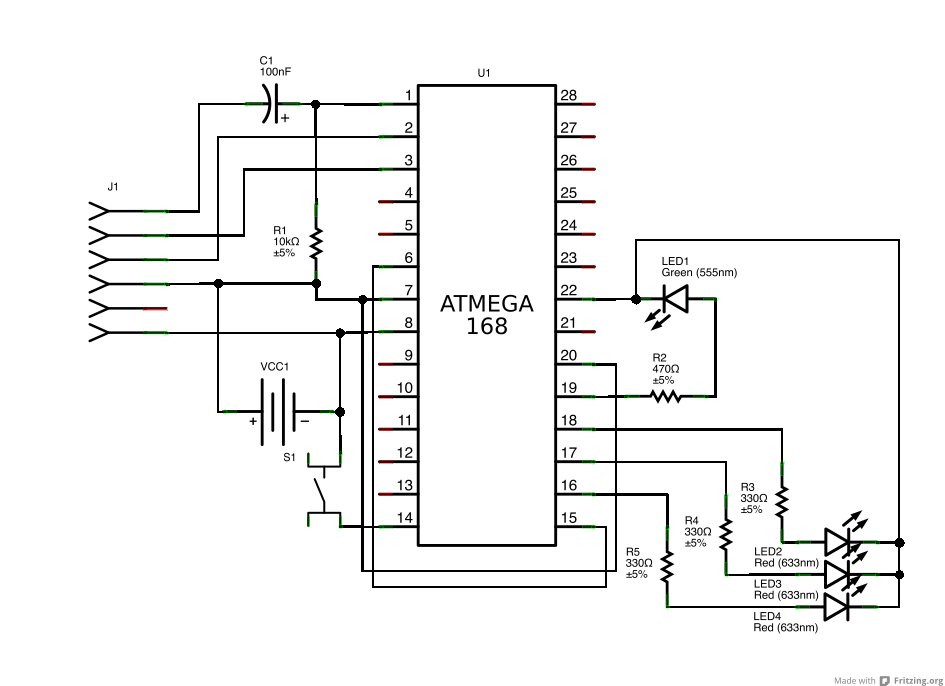 C1
100nF
+
U1
1
28
2
27
3
26
J1
4
25
R1
10kΩ
±5%
5
24
6
23
LED1
Green (555nm)
7
22
ATMEGA
168
8
21
9
20
R2
470Ω
±5%
VCC1
10
19
+
−
11
18
S1
12
17
13
16
R3
330Ω
±5%
14
15
R4
330Ω
±5%
R5
330Ω
±5%
LED2
Red (633nm)
LED3
Red (633nm)
LED4
Red (633nm)
Made with Fritzing.org